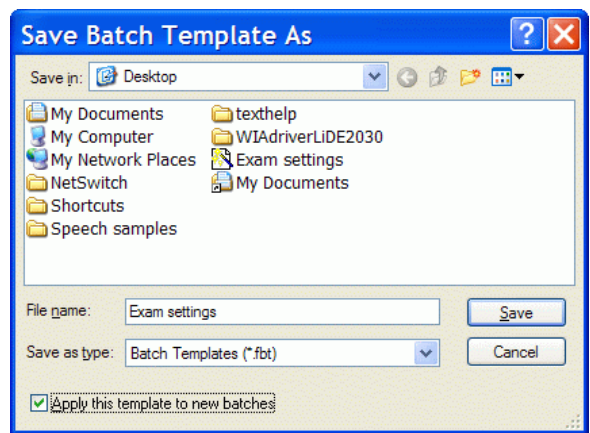 Save Batch Template As
Save in: Desktop
My Documents
My Computer
My Network Places
NetSwitch
Shortcuts
Speech samples
texthelp
WIAdriverLiDE2030
Exam settings
My Documents
File name: Exam settings Save
Save as type: Batch Templates (*.fbt) Cancel
Apply this template to new batches